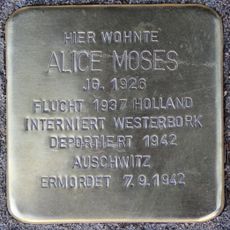 HIER WOHNTE
ALICE MOSES
JG. 1926
FLUCHT 1937 HOLLAND
INTERNIERT WESTERBORK
DEPORTIERT 1942
AUSCHWITZ
ERMORDET 7.9.1942